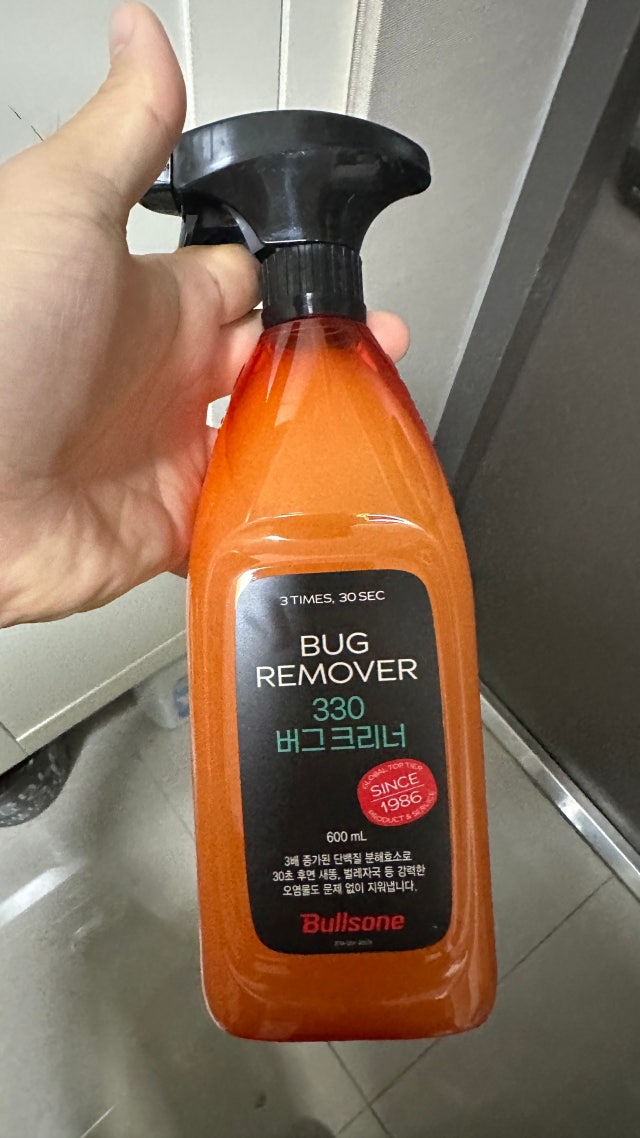 3 TIMES, 30 SEC
BUG
REMOVER
330
버그크리너
GLOBAL TOP TIER
SINCE
1986
PRODUCT & SERVICE
600 mL
3배 증가된 단백질 분해효소로
30초 후면 새똥, 벌레자국 등 강력한
오염물도 문제 없이 지워냅니다.
Bullsone